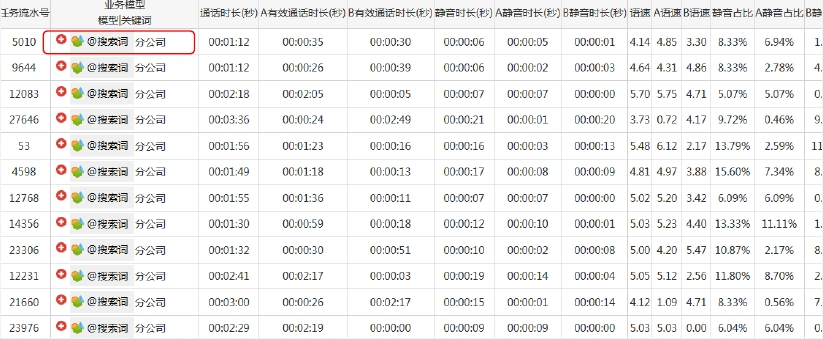 任务流水号 业务模型 模型|关键词 通话时长(秒) A有效通话时长(秒) B有效通话时长(秒) 静音时长(秒) A静音时长(秒) B静音时长(秒) 语速 A语速 B语速 静音占比 A静音占比 B静
5010 @搜索词 分公司 00:01:12 00:00:35 00:00:30 00:00:06 00:00:05 00:00:01 4.14 4.85 3.30 8.33% 6.94% 1.
9644 @搜索词 分公司 00:01:12 00:00:26 00:00:39 00:00:06 00:00:02 00:00:03 4.64 4.31 4.86 8.33% 2.78% 4.
12083 @搜索词 分公司 00:02:18 00:02:05 00:00:05 00:00:07 00:00:07 00:00:00 5.70 5.75 4.71 5.07% 5.07% 0.
27646 @搜索词 分公司 00:03:36 00:00:24 00:02:49 00:00:21 00:00:01 00:00:20 3.73 0.72 4.17 9.72% 0.46% 9.
53 @搜索词 分公司 00:01:56 00:01:23 00:00:16 00:00:16 00:00:03 00:00:13 5.48 6.12 2.17 13.79% 2.59% 11
4598 @搜索词 分公司 00:01:49 00:01:18 00:00:13 00:00:17 00:00:08 00:00:09 4.81 4.97 3.88 15.60% 7.34% 8.
12768 @搜索词 分公司 00:01:55 00:01:36 00:00:11 00:00:07 00:00:07 00:00:00 5.02 5.20 3.42 6.09% 6.09% 0.
14356 @搜索词 分公司 00:01:30 00:00:59 00:00:18 00:00:12 00:00:10 00:00:01 5.03 5.23 4.40 13.33% 11.11% 1.
23306 @搜索词 分公司 00:01:32 00:00:30 00:00:51 00:00:10 00:00:02 00:00:08 5.00 4.20 5.47 10.87% 2.17% 8.
12231 @搜索词 分公司 00:02:41 00:02:17 00:00:03 00:00:19 00:00:14 00:00:04 5.05 5.12 2.56 11.80% 8.70% 2.
21660 @搜索词 分公司 00:03:00 00:00:26 00:02:17 00:00:15 00:00:01 00:00:14 4.12 1.09 4.71 8.33% 0.56% 7.
23976 @搜索词 分公司 00:02:29 00:02:19 00:00:00 00:00:09 00:00:09 00:00:00 5.03 5.03 0.00 6.04% 6.04% 0.